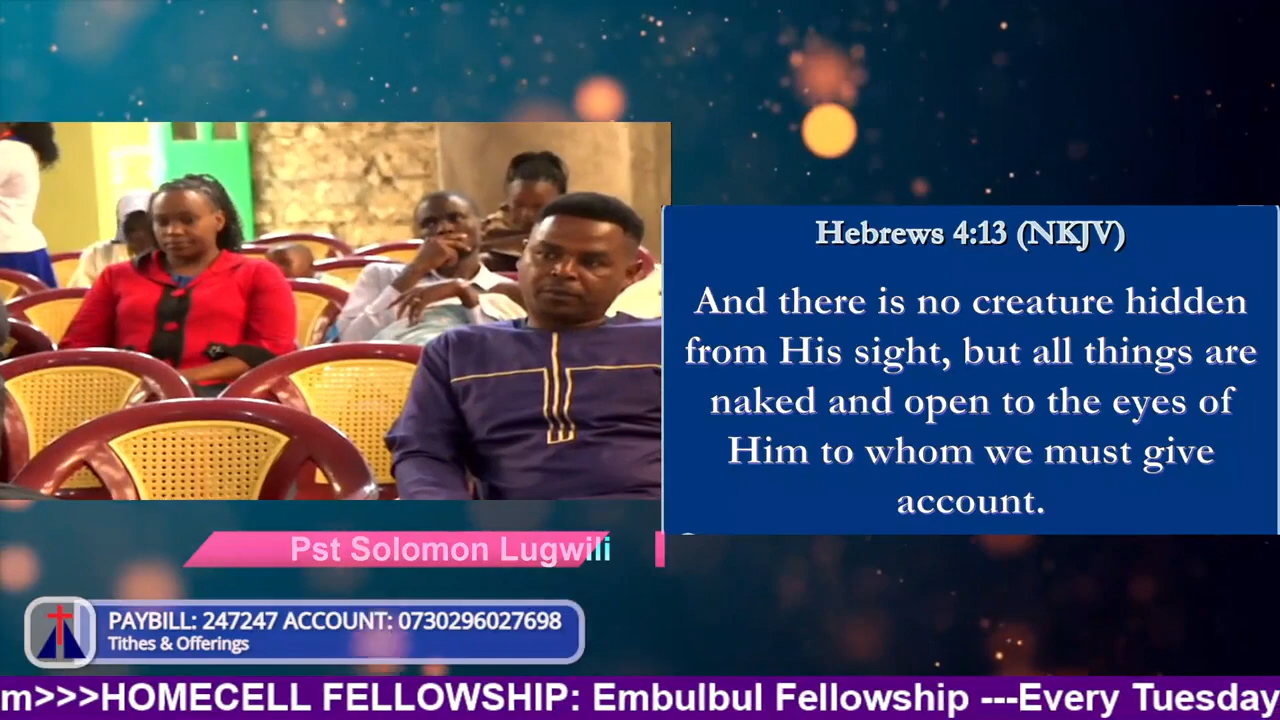 Hebrews 4:13 (NKJV)
And there is no creature hidden
from His sight, but all things are
naked and open to the eyes of
Him to whom we must give
account.
Pst Solomon Lugwili
PAYBILL: 247247 ACCOUNT: 0730296027698
Tithes & Offerings
m>>>HOMECELL FELLOWSHIP: Embulbul Fellowship ---Every Tuesday